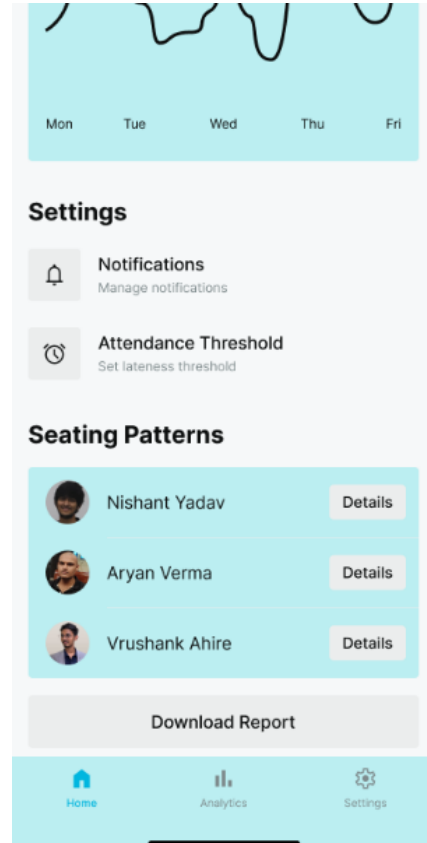 Mon Tue Wed Thu Fri
Settings
Notifications
Manage notifications
Attendance Threshold
Set lateness threshold
Seating Patterns
Nishant Yadav Details
Aryan Verma Details
Vrushank Ahire Details
Download Report
Home Analytics Settings